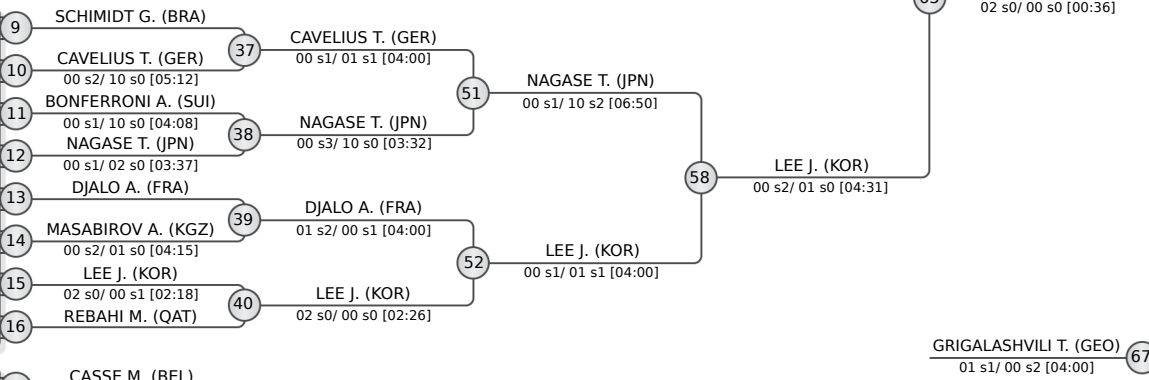 9
SCHIMIDT G. (BRA)
10
CAVELIUS T. (GER)
00 s2/ 10 s0 [05:12]
37
CAVELIUS T. (GER)
00 s1/ 01 s1 [04:00]
11
BONFERRONI A. (SUI)
00 s1/ 10 s0 [04:08]
12
NAGASE T. (JPN)
00 s1/ 02 s0 [03:37]
38
NAGASE T. (JPN)
00 s3/ 10 s0 [03:32]
51
NAGASE T. (JPN)
00 s1/ 10 s2 [06:50]
13
DJALO A. (FRA)
14
MASABIROV A. (KGZ)
00 s2/ 01 s0 [04:15]
39
DJALO A. (FRA)
01 s2/ 00 s1 [04:00]
15
LEE J. (KOR)
02 s0/ 00 s1 [02:18]
16
REBAHI M. (QAT)
40
LEE J. (KOR)
02 s0/ 00 s0 [02:26]
52
LEE J. (KOR)
00 s1/ 01 s1 [04:00]
58
LEE J. (KOR)
00 s2/ 01 s0 [04:31]
02 s0/ 00 s0 [00:36]
GRIGALASHVILI T. (GEO)
01 s1/ 00 s2 [04:00]
67
CASSE M. (BEL)